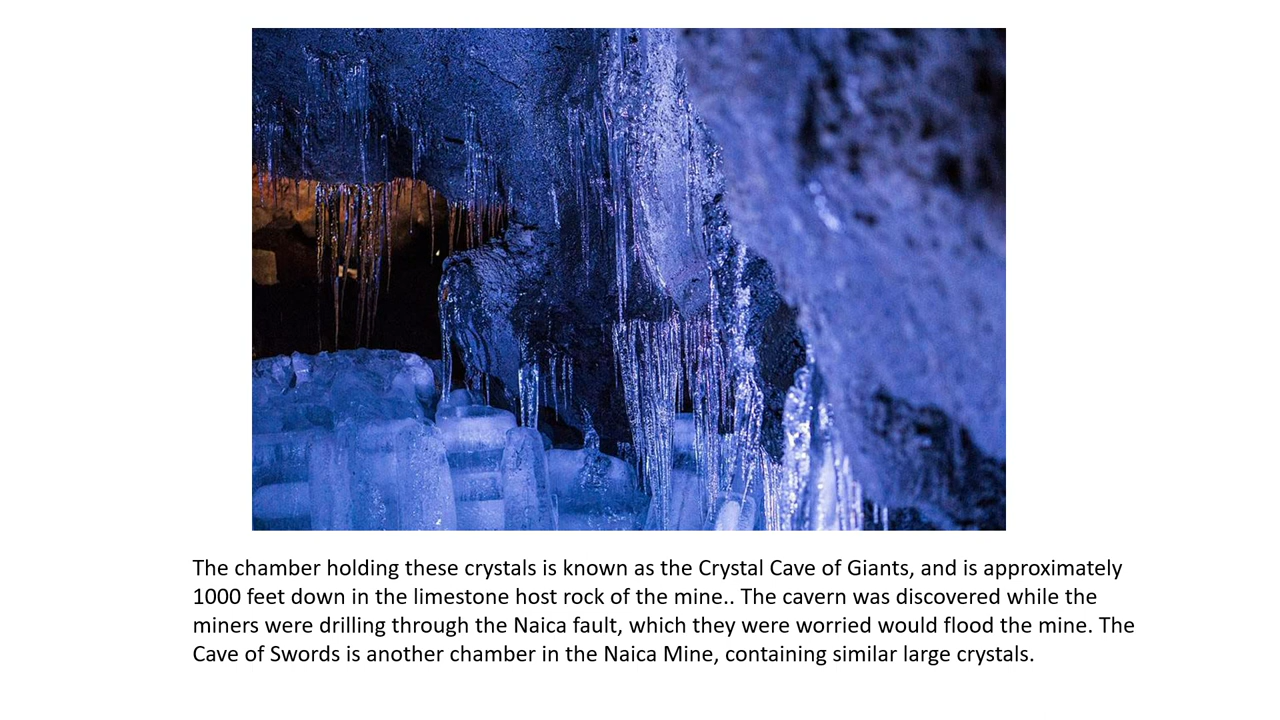 The chamber holding these crystals is known as the Crystal Cave of Giants, and is approximately
1000 feet down in the limestone host rock of the mine.. The cavern was discovered while the
miners were drilling through the Naica fault, which they were worried would flood the mine. The
Cave of Swords is another chamber in the Naica Mine, containing similar large crystals.